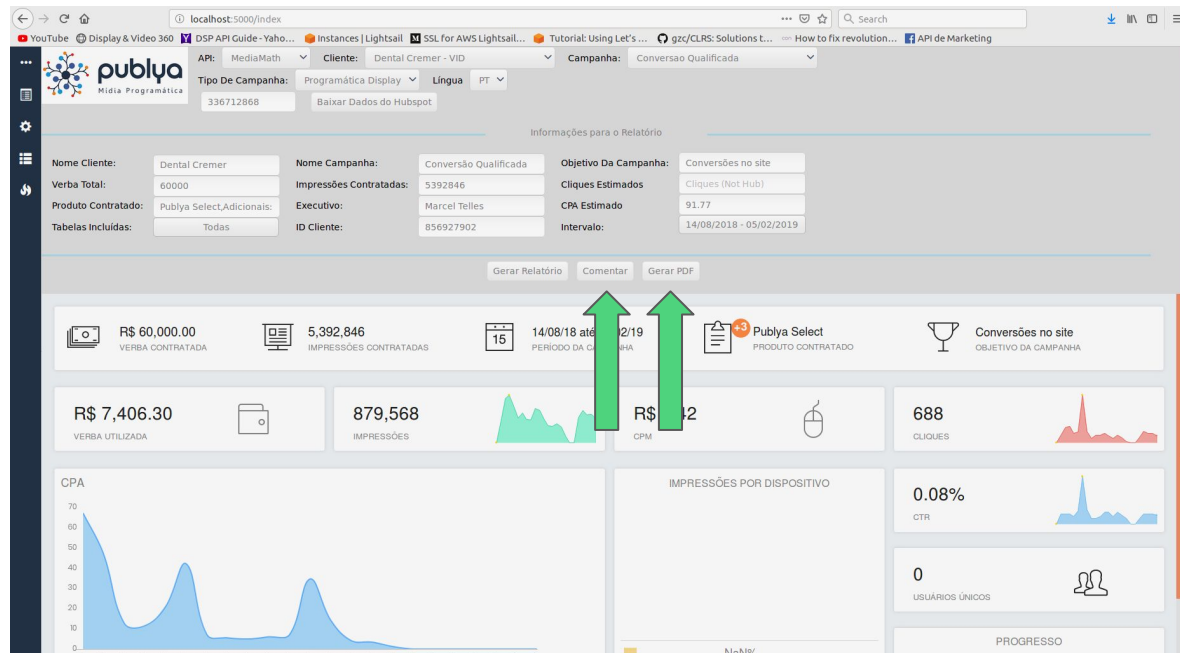 localhost:5000/index
Search
YouTube Display & Video 360 DSP API Guide - Yaho... Instances | Lightsail SSL for AWS Lightsail... Tutorial: Using Let's ... gzc/CLRS: Solutions t... How to fix revolution... API de Marketing
publya
Mídia Programática
API: MediaMath Cliente: Dental Cremer - VID Campanha: Conversao Qualificada
Tipo De Campanha: Programática Display Língua PT
336712868 Baixar Dados do Hubspot
Informações para o Relatório
Nome Cliente: Dental Cremer Nome Campanha: Conversão Qualificada Objetivo Da Campanha: Conversões no site
Verba Total: 60000 Impressões Contratadas: 5392846 Cliques Estimados Cliques (Not Hub)
Produto Contratado: Publya Select,Adicionais: Executivo: Marcel Telles CPA Estimado 91.77
Tabelas Incluídas: Todas ID Cliente: 856927902 Intervalo: 14/08/2018 - 05/02/2019
Gerar Relatório Comentar Gerar PDF
R$ 60,000.00 5,392,846 14/08/18 até 02/19 +3 Publya Select Conversões no site
VERBA CONTRATADA IMPRESSÕES CONTRATADAS 15 PERÍODO DA CAMPANHA PRODUTO CONTRATADO OBJETIVO DA CAMPANHA
R$ 7,406.30 879,568 R$ 42 688
VERBA UTILIZADA IMPRESSÕES CPM CLIQUES
CPA
IMPRESSÕES POR DISPOSITIVO
0.08%
CTR
70
60
50
40
30
20
10
0
0
USUÁRIOS ÚNICOS
PROGRESSO
NaN%